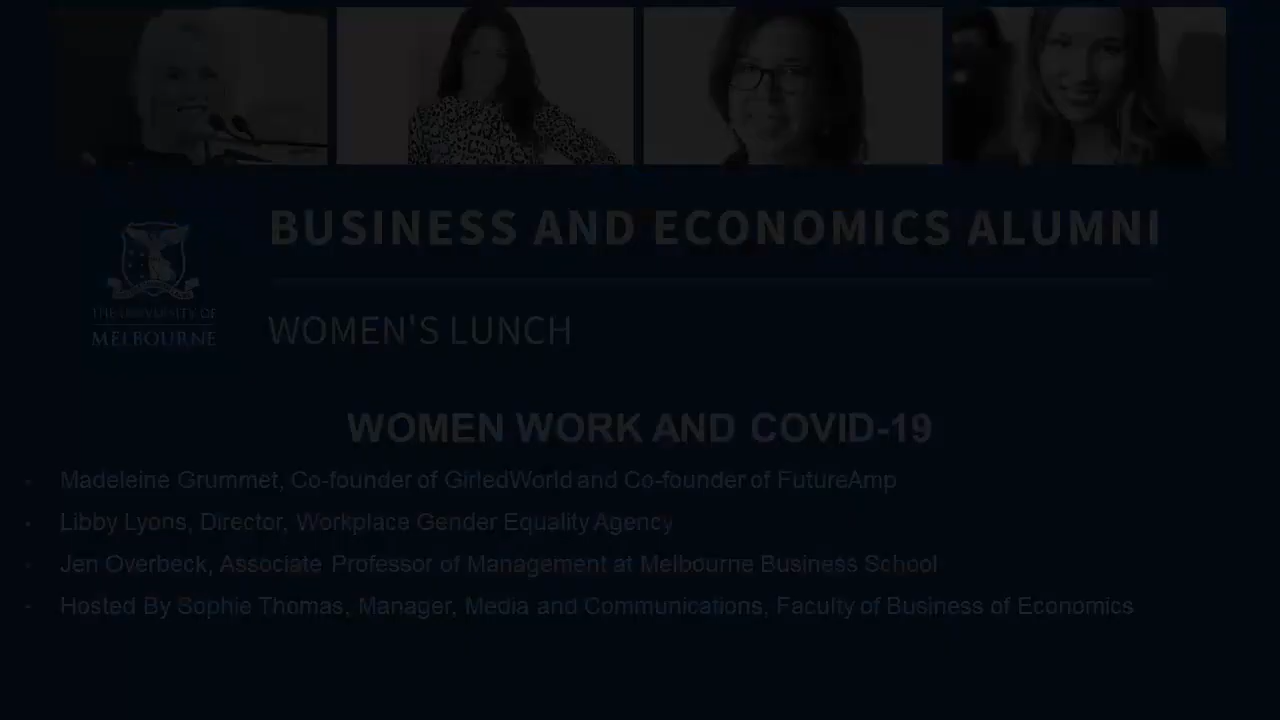 BUSINESS AND ECONOMICS ALUMNI
THE UNIVERSITY OF
MELBOURNE
WOMEN'S LUNCH
WOMEN WORK AND COVID-19
- Madeleine Grummet, Co-founder of GirledWorld and Co-founder of FutureAmp
- Libby Lyons, Director, Workplace Gender Equality Agency
- Jen Overbeck, Associate Professor of Management at Melbourne Business School
- Hosted By Sophie Thomas, Manager, Media and Communications, Faculty of Business of Economics